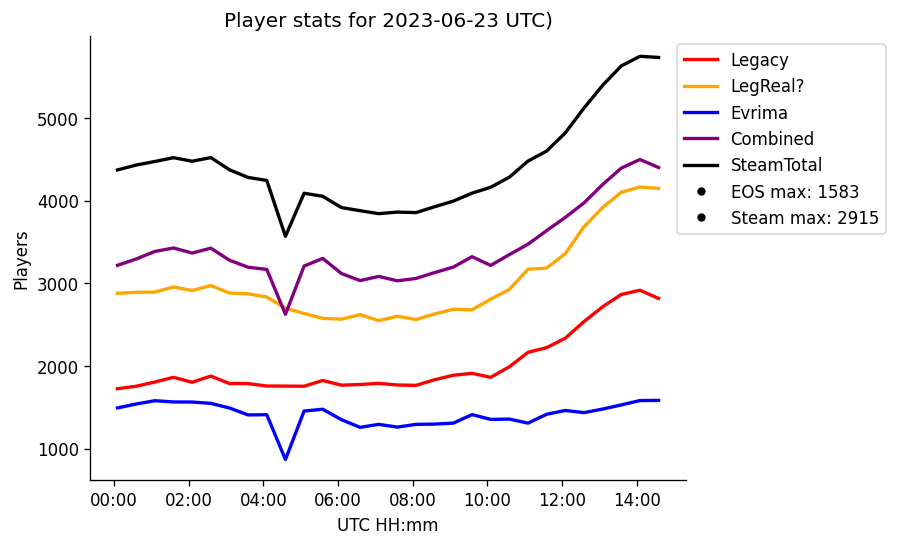 Player stats for 2023-06-23 UTC)
Legacy
LegReal?
Evrima
Combined
SteamTotal
EOS max: 1583
Steam max: 2915
Players
5000
4000
3000
2000
1000
00:00 02:00 04:00 06:00 08:00 10:00 12:00 14:00
UTC HH:mm